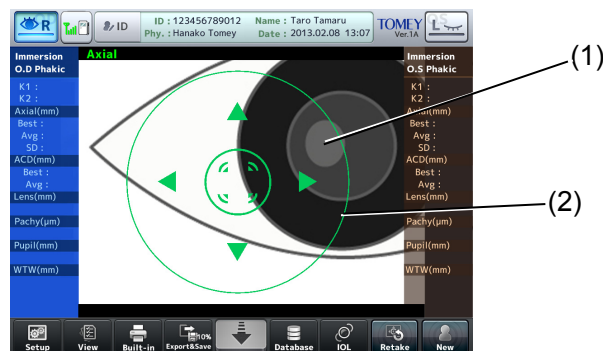 R
ID
ID : 123456789012 Name : Taro Tamaru
Phy. : Hanako Tomey Date : 2013.02.08 13:07
TOMEY
Ver.1A
L
Immersion
O.D Phakic
K1 :
K2 :
Axial(mm)
Best :
Avg :
SD :
ACD(mm)
Best :
Avg :
Lens(mm)
Pachy(µm)
Pupil(mm)
WTW(mm)
Axial
Immersion
O.S Phakic
K1 :
K2 :
Axial(mm)
Best :
Avg :
SD :
ACD(mm)
Best :
Avg :
Lens(mm)
Pachy(µm)
Pupil(mm)
WTW(mm)
(1)
(2)
10%
Setup View Built-in Export&Save Database IOL Retake New